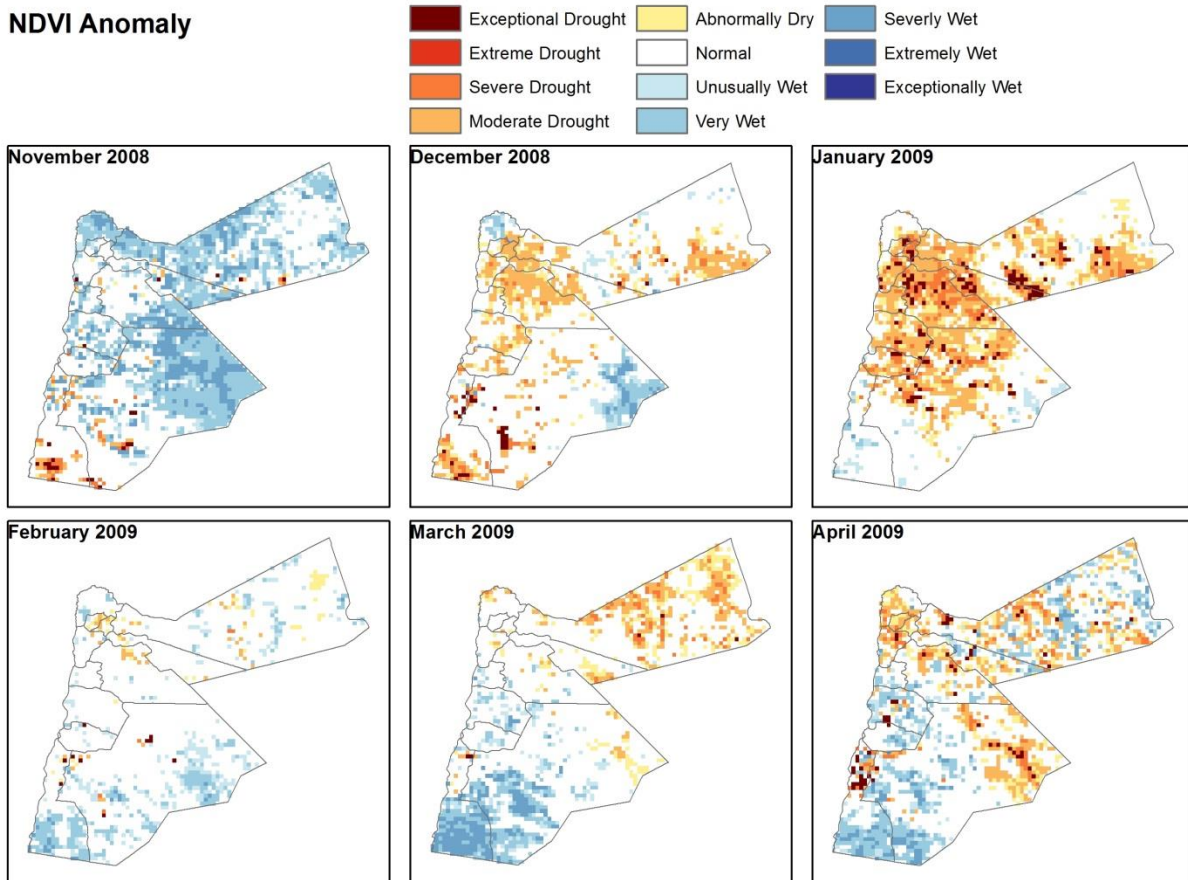 NDVI Anomaly
Exceptional Drought
Abnormally Dry
Severly Wet
Extreme Drought
Normal
Extremely Wet
Severe Drought
Unusually Wet
Exceptionally Wet
Moderate Drought
Very Wet
November 2008
December 2008
January 2009
February 2009
March 2009
April 2009